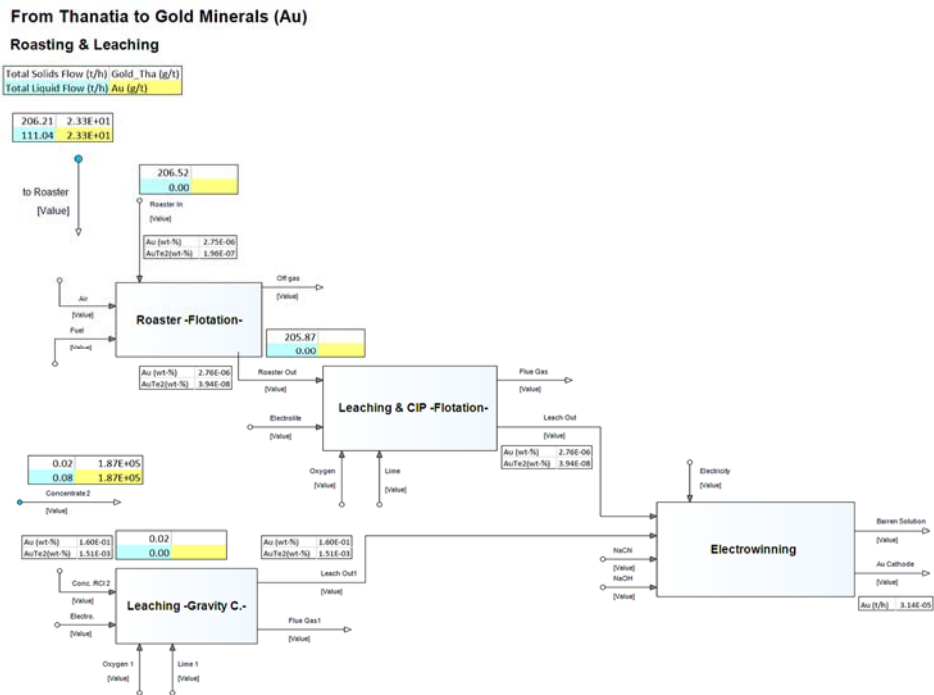 From Thanatia to Gold Minerals (Au)
Roasting & Leaching
Total Solids Flow (t/h) Gold_Tha (g/t)
Total Liquid Flow (t/h) Au (g/t)
206.21 2.33E+01
111.04 2.33E+01
to Roaster
[Value]
206.52
0.00
Roaster In
[Value]
Au (wt-%) 2.75E-06
AuTe2(wt-%) 1.96E-07
Air
[Value]
Fuel
[Value]
Roaster -Flotation-
Off gas
[Value]
205.87
0.00
Au (wt-%) 2.76E-06
AuTe2(wt-%) 3.94E-08
Roaster Out
[Value]
Electrolite
[Value]
Leaching & CIP -Flotation-
Flue Gas
[Value]
Leach Out
[Value]
Au (wt-%) 2.76E-06
AuTe2(wt-%) 3.94E-08
Oxygen
[Value]
Lime
[Value]
0.02 1.87E+05
0.08 1.87E+05
Concentrate2
[Value]
Au (wt-%) 1.60E-01
AuTe2(wt-%) 1.51E-03
0.02
0.00
Au (wt-%) 1.60E-01
AuTe2(wt-%) 1.51E-03
Conc. RCl 2
[Value]
Electro.
[Value]
Leaching -Gravity C.-
Leach Out1
[Value]
Flue Gas1
[Value]
Oxygen 1
[Value]
Lime 1
[Value]
Electricity
[Value]
NaCN
[Value]
NaOH
[Value]
Electrowinning
Barren Solution
[Value]
Au Cathode
[Value]
Au (t/h) 3.14E-05